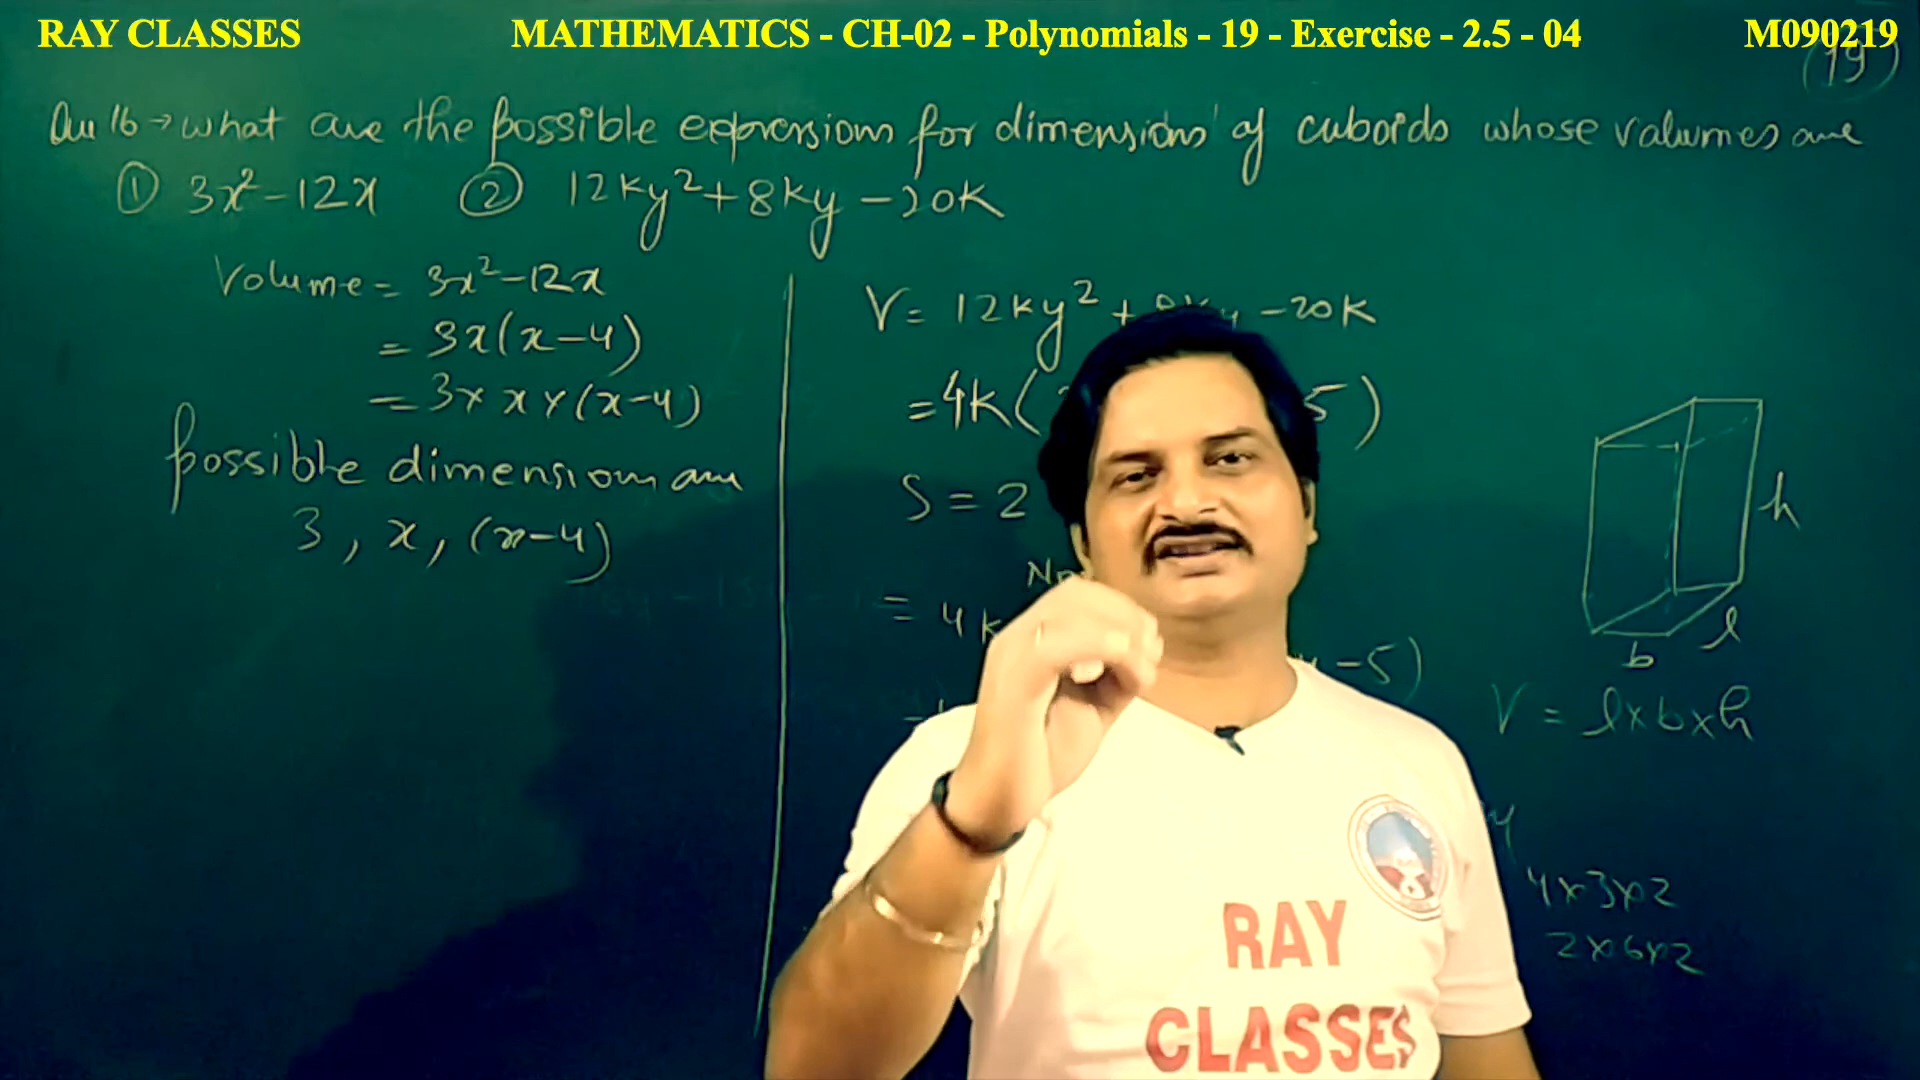 RAY CLASSES MATHEMATICS - CH-02 - Polynomials - 19 - Exercise - 2.5 - 04 M090219
(19)
Qu 16 → what are the possible expressions for dimensions of cuboids whose volumes are
① 3x²-12x ② 12ky²+8ky-20k
Volume = 3x²-12x
= 3x(x-4)
= 3× x ×(x-4)
possible dimension are
3, x, (x-4)
V = 12ky² + -20k
= 4k( 5)
S = 2
= 4k -5)
h
b l
V = l×b×h
4×3×2
2×6×2
RAY
CLASSES